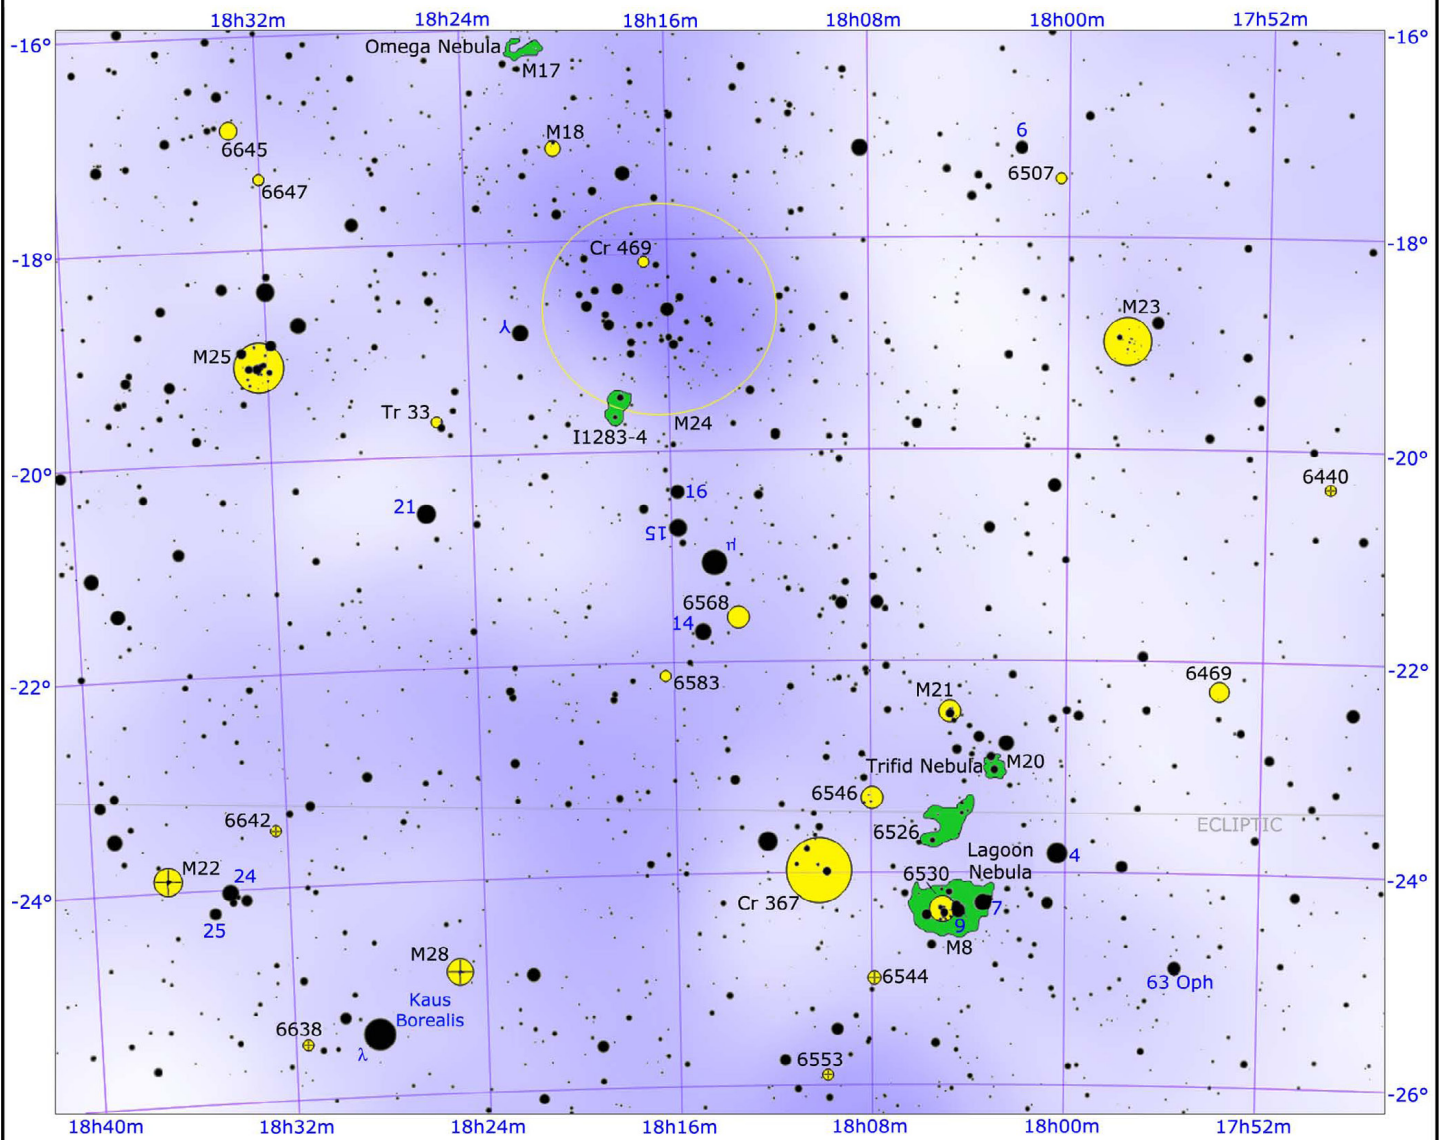 18h32m 18h24m 18h16m 18h08m 18h00m 17h52m
-16° Omega Nebula -16°
M17
M18 6
6645 6507
6647
-18° Cr 469 -18°
M23
⅄
M25
Tr 33 M24
I1283-4
-20° -20°
6440
16
21
15
μ
6568
14
-22° 6583 6469 -22°
M21
Trifid Nebula M20
6546
6642 6526 ECLIPTIC
Lagoon 4
Nebula
M22 24 6530
-24° Cr 367 7 -24°
25 9
M28 M8
6544 63 Oph
Kaus
Borealis
6638
λ 6553
-26°
18h40m 18h32m 18h24m 18h16m 18h08m 18h00m 17h52m